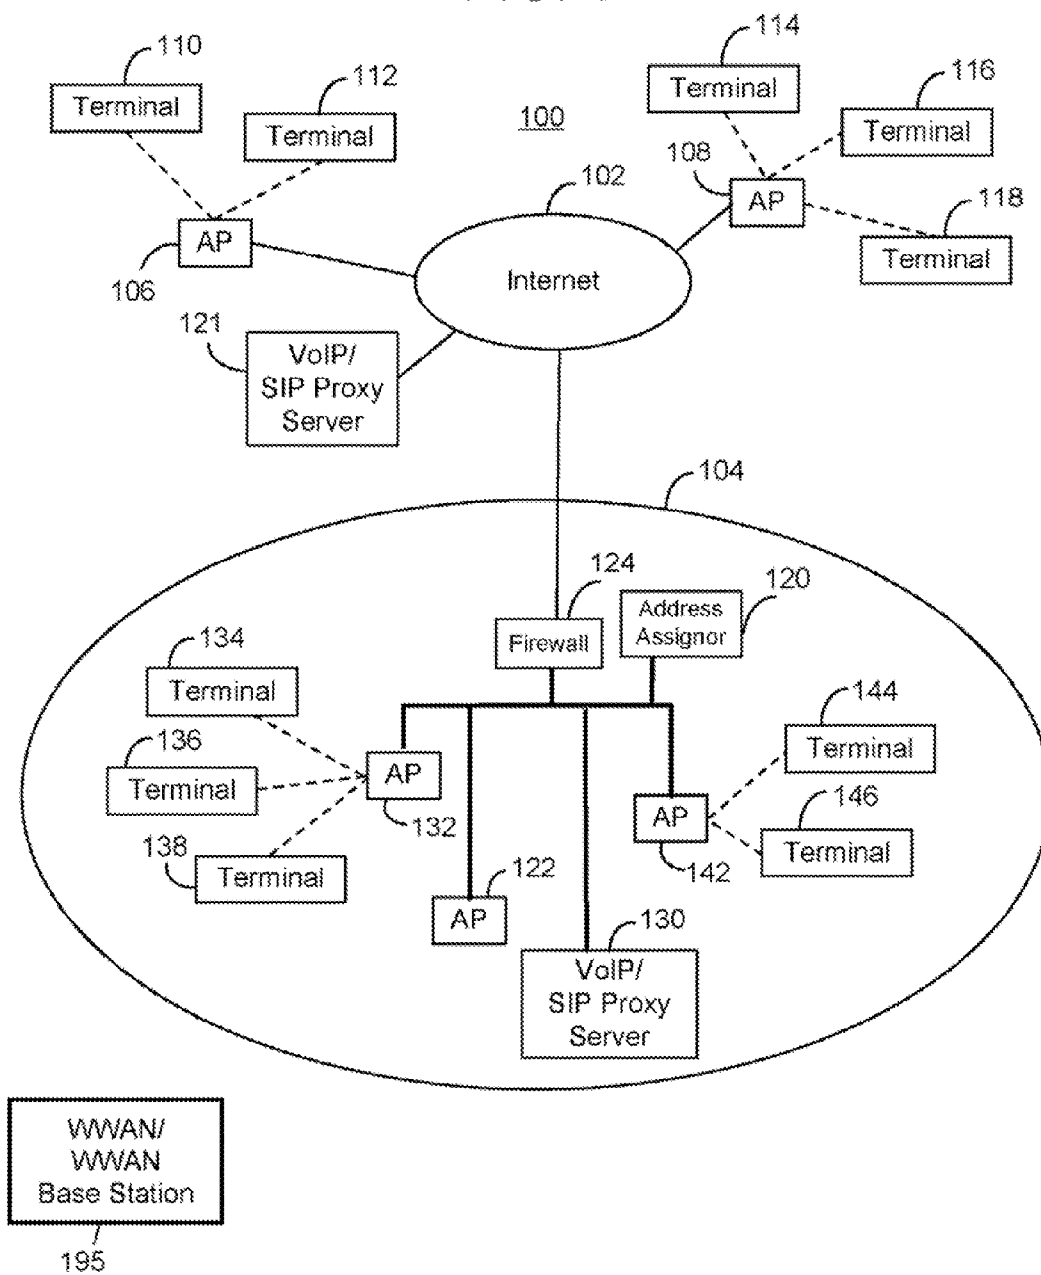 110
Terminal
112
Terminal
100
114
Terminal
116
Terminal
108
AP
118
Terminal
102
Internet
AP
106
121
VoIP/
SIP Proxy
Server
104
124
Firewall
120
Address
Assignor
134
Terminal
136
Terminal
138
Terminal
AP
132
122
AP
130
VoIP/
SIP Proxy
Server
AP
142
144
Terminal
146
Terminal
WWAN/
WWAN
Base Station
195